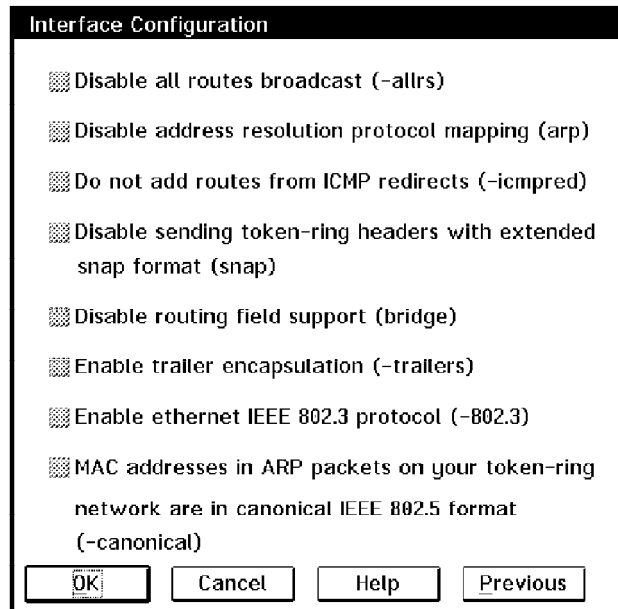 Interface Configuration
Disable all routes broadcast (-allrs)
Disable address resolution protocol mapping (arp)
Do not add routes from ICMP redirects (-icmpred)
Disable sending token-ring headers with extended
snap format (snap)
Disable routing field support (bridge)
Enable trailer encapsulation (-trailers)
Enable ethernet IEEE 802.3 protocol (-802.3)
MAC addresses in ARP packets on your token-ring
network are in canonical IEEE 802.5 format
(-canonical)
OK Cancel Help Previous